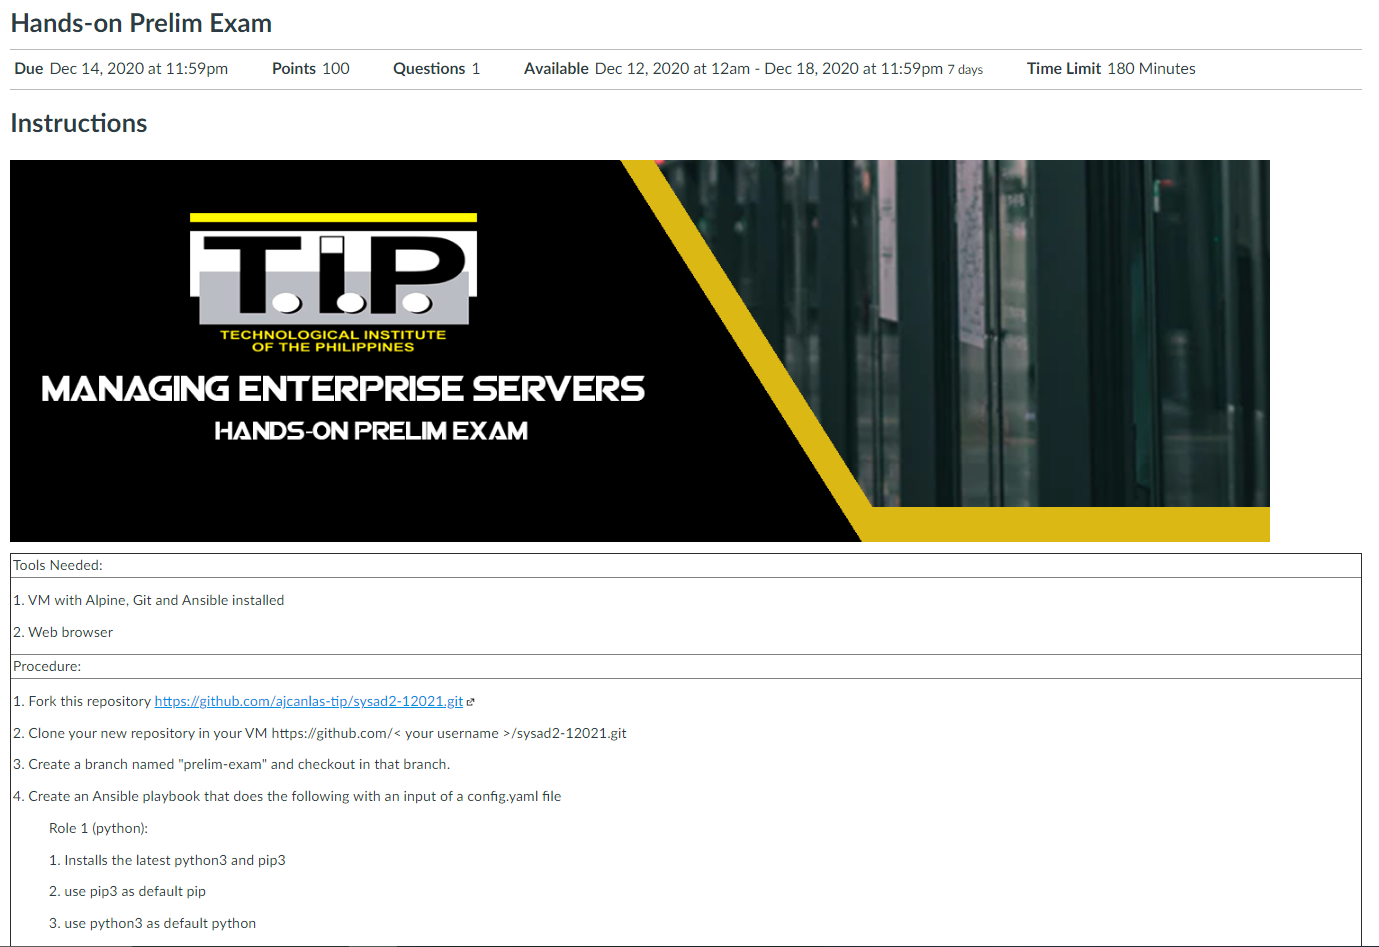 Hands-on Prelim Exam
Due Dec 14, 2020 at 11:59pm Points 100 Questions 1 Available Dec 12, 2020 at 12am - Dec 18, 2020 at 11:59pm 7 days Time Limit 180 Minutes
Instructions
T.I.P.
TECHNOLOGICAL INSTITUTE
OF THE PHILIPPINES
MANAGING ENTERPRISE SERVERS
HANDS-ON PRELIM EXAM
Tools Needed:
1. VM with Alpine, Git and Ansible installed
2. Web browser
Procedure:
1. Fork this repository https://github.com/ajcanlas-tip/sysad2-12021.git
2. Clone your new repository in your VM https://github.com/< your username >/sysad2-12021.git
3. Create a branch named "prelim-exam" and checkout in that branch.
4. Create an Ansible playbook that does the following with an input of a config.yaml file
Role 1 (python):
1. Installs the latest python3 and pip3
2. use pip3 as default pip
3. use python3 as default python